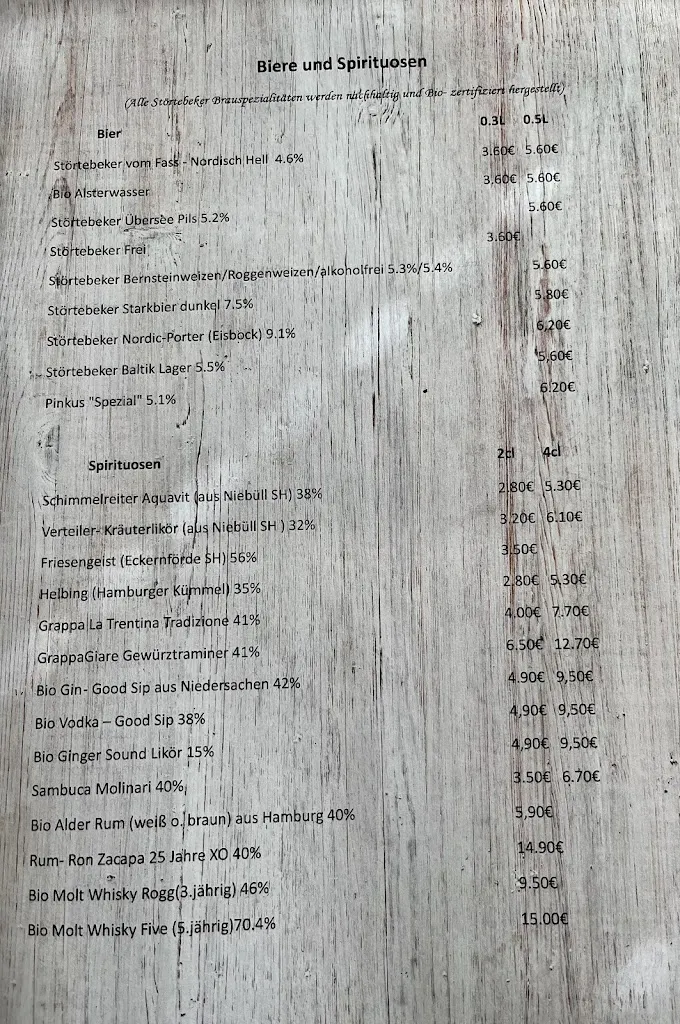 Biere und Spirituosen
(Alle Störtebeker Brauspezialitäten werden nachhaltig und Bio- zertifiziert hergestellt)
Bier 0.3L 0.5L
Störtebeker vom Fass - Nordisch Hell 4.6% 3.60€ 5.60€
Bio Alsterwasser 3,60€ 5.60€
Störtebeker Übersee Pils 5.2% 5.60€
Störtebeker Frei 3.60€
Störtebeker Bernsteinweizen/Roggenweizen/alkoholfrei 5.3%/5.4% 5.60€
Störtebeker Starkbier dunkel 7.5% 5,80€
Störtebeker Nordic-Porter (Eisbock) 9.1% 6,20€
Störtebeker Baltik Lager 5.5% 5,60€
Pinkus "Spezial" 5.1% 6.20€
Spirituosen 2cl 4cl
Schimmelreiter Aquavit (aus Niebüll SH) 38% 2,80€ 5.30€
Verteiler- Kräuterlikör (aus Niebüll SH ) 32% 3.20€ 6.10€
Friesengeist (Eckernförde SH) 56% 3.50€
Helbing (Hamburger Kümmel) 35% 2.80€ 5,30€
Grappa La Trentina Tradizione 41% 4.00€ 7.70€
GrappaGiare Gewürztraminer 41% 6.50€ 12.70€
Bio Gin- Good Sip aus Niedersachen 42% 4.90€ 9,50€
Bio Vodka – Good Sip 38% 4,90€ 9,50€
Bio Ginger Sound Likör 15% 4,90€ 9,50€
Sambuca Molinari 40% 3.50€ 6.70€
Bio Alder Rum (weiß o. braun) aus Hamburg 40% 5,90€
Rum- Ron Zacapa 25 Jahre XO 40% 14.90€
Bio Molt Whisky Rogg(3.jährig) 46% 9.50€
Bio Molt Whisky Five (5.jährig)70.4% 15.00€